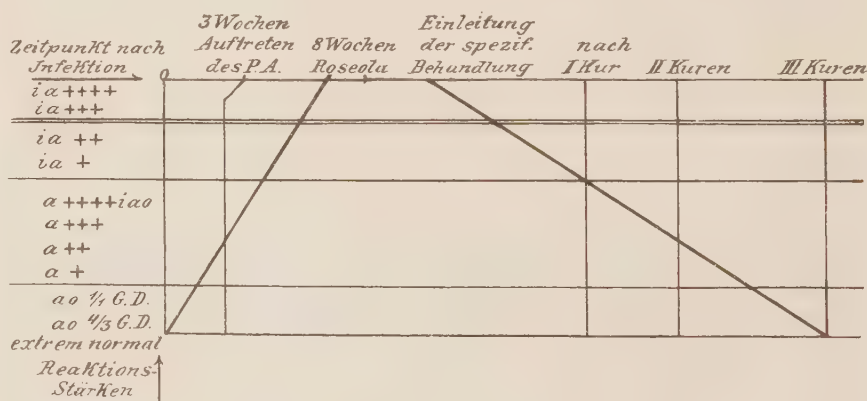 Zeitpunkt nach
Infektion
0
3 Wochen
Auftreten
des P.A.
8 Wochen
Roseola
Einleitung
der spezif.
Behandlung
nach
I Kur
II Kuren
III Kuren
ia ++++
ia +++
ia ++
ia +
a ++++ iao
a +++
a ++
a +
ao 1/1 G.D.
ao 4/3 G.D.
extrem normal
Reaktions-
Stärken